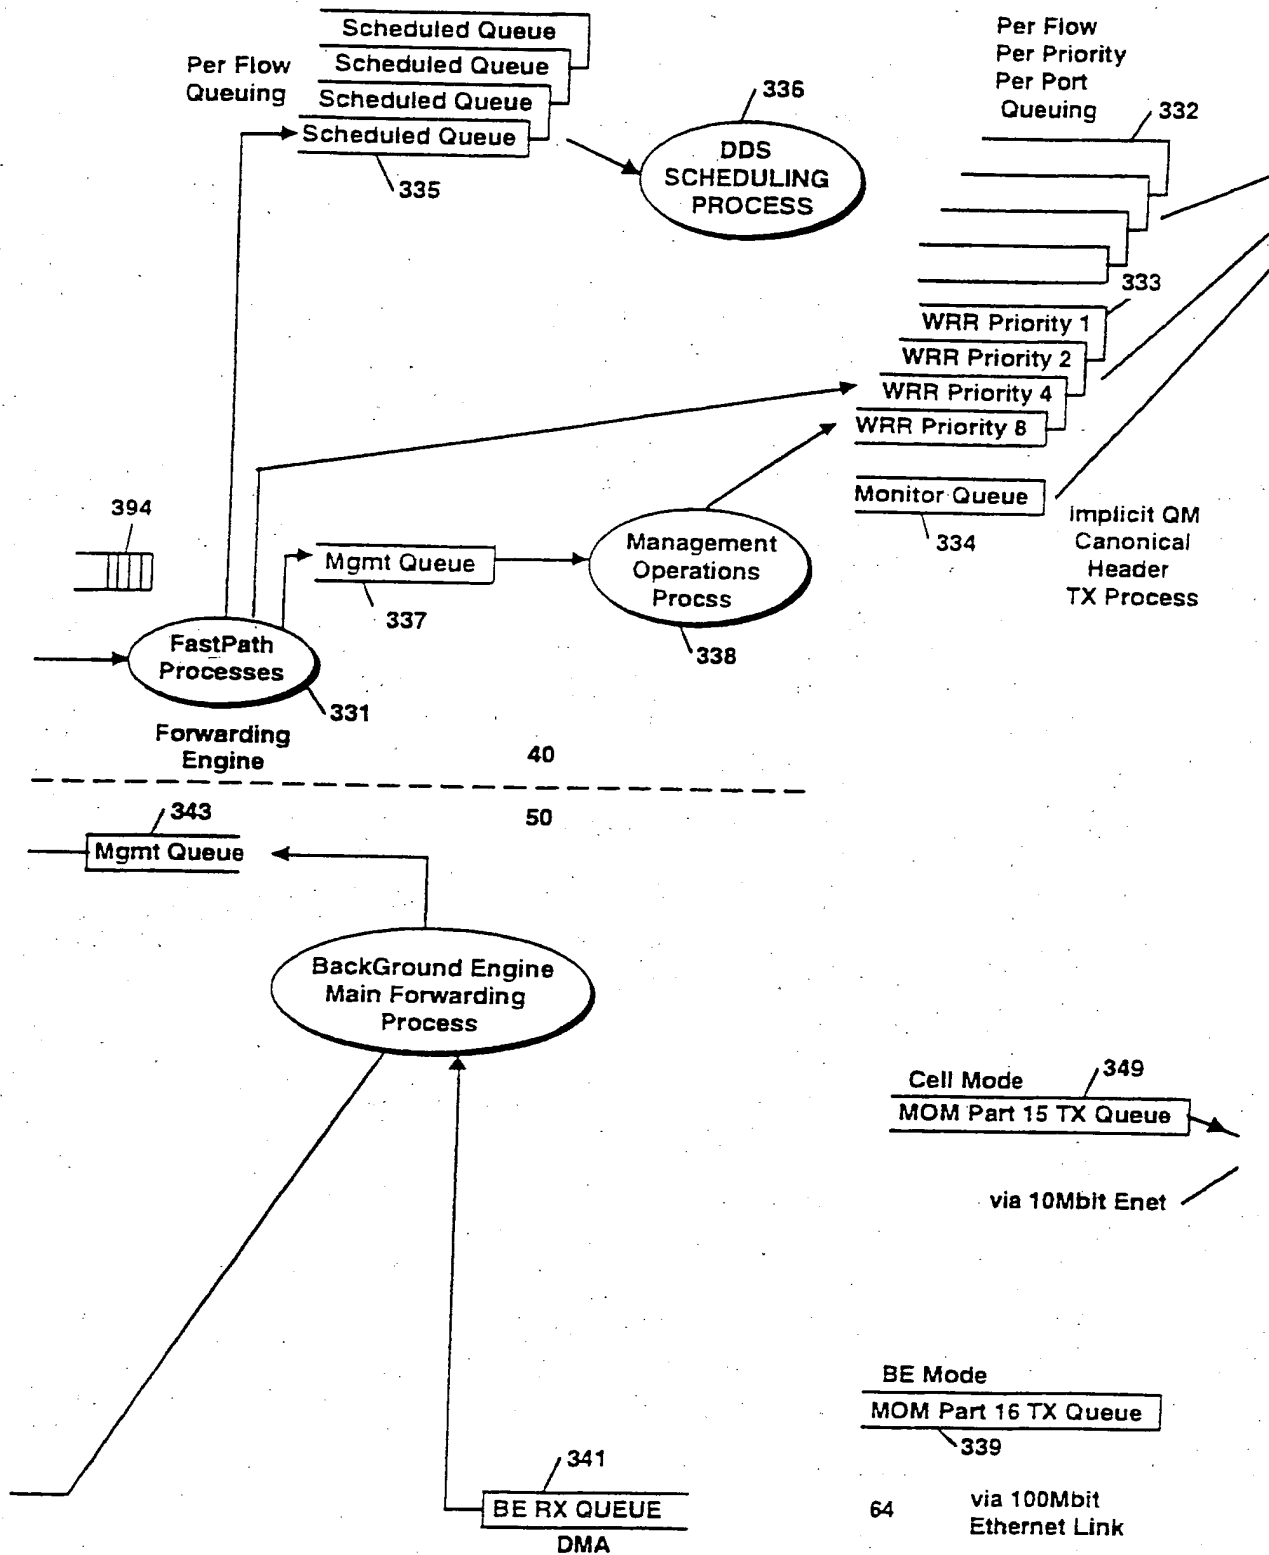 Scheduled Queue
Scheduled Queue
Scheduled Queue
Scheduled Queue
Per Flow
Queuing
335
336
DDS
SCHEDULING
PROCESS
Per Flow
Per Priority
Per Port
Queuing
332
333
WRR Priority 1
WRR Priority 2
WRR Priority 4
WRR Priority 8
Monitor Queue
334
Implicit QM
Canonical
Header
TX Process
394
Mgmt Queue
337
Management
Operations
Procss
338
FastPath
Processes
331
Forwarding
Engine
40
50
343
Mgmt Queue
BackGround Engine
Main Forwarding
Process
349
Cell Mode
MOM Part 15 TX Queue
via 10Mbit Enet
BE Mode
MOM Part 16 TX Queue
339
341
BE RX QUEUE
DMA
64
via 100Mbit
Ethernet Link